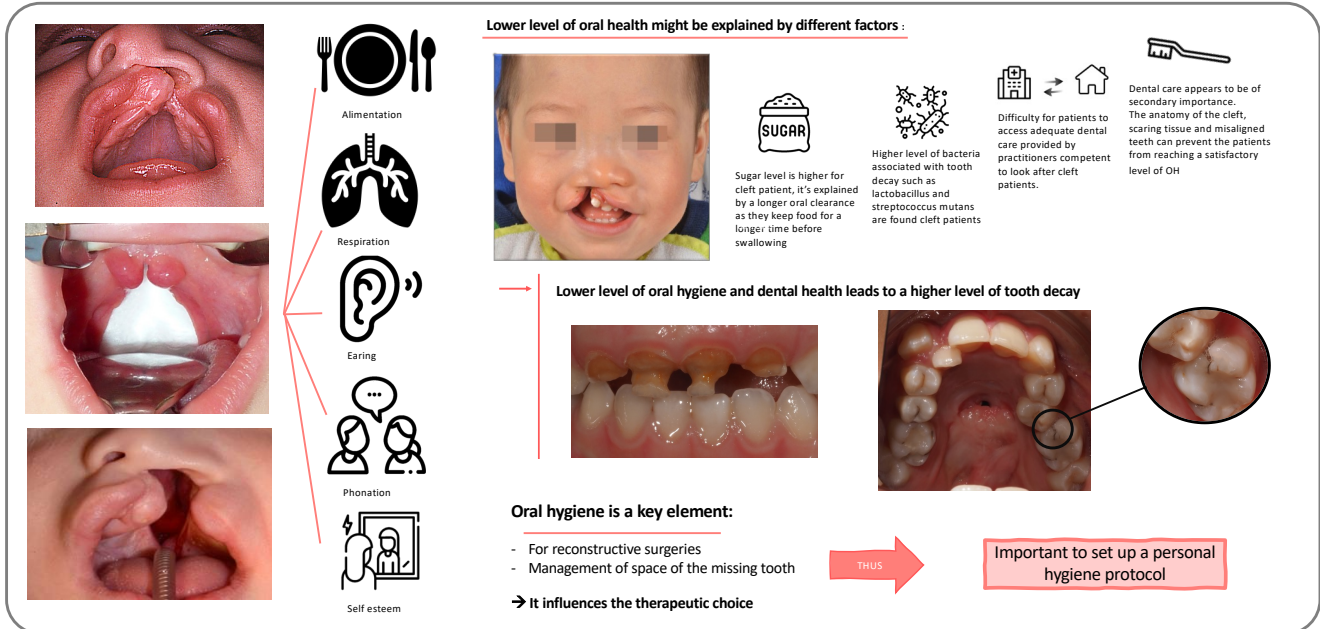 Alimentation
Respiration
Earing
Phonation
Self esteem
Lower level of oral health might be explained by different factors :
SUGAR
Sugar level is higher for
cleft patient, it's explained
by a longer oral clearance
as they keep food for a
longer time before
swallowing
Higher level of bacteria
associated with tooth
decay such as
lactobacillus and
streptococcus mutans
are found cleft patients
Difficulty for patients to
access adequate dental
care provided by
practitioners competent
to look after cleft
patients.
Dental care appears to be of
secondary importance.
The anatomy of the cleft,
scaring tissue and misaligned
teeth can prevent the patients
from reaching a satisfactory
level of OH
Lower level of oral hygiene and dental health leads to a higher level of tooth decay
Oral hygiene is a key element:
- For reconstructive surgeries
- Management of space of the missing tooth
➔ It influences the therapeutic choice
THUS
Important to set up a personal
hygiene protocol